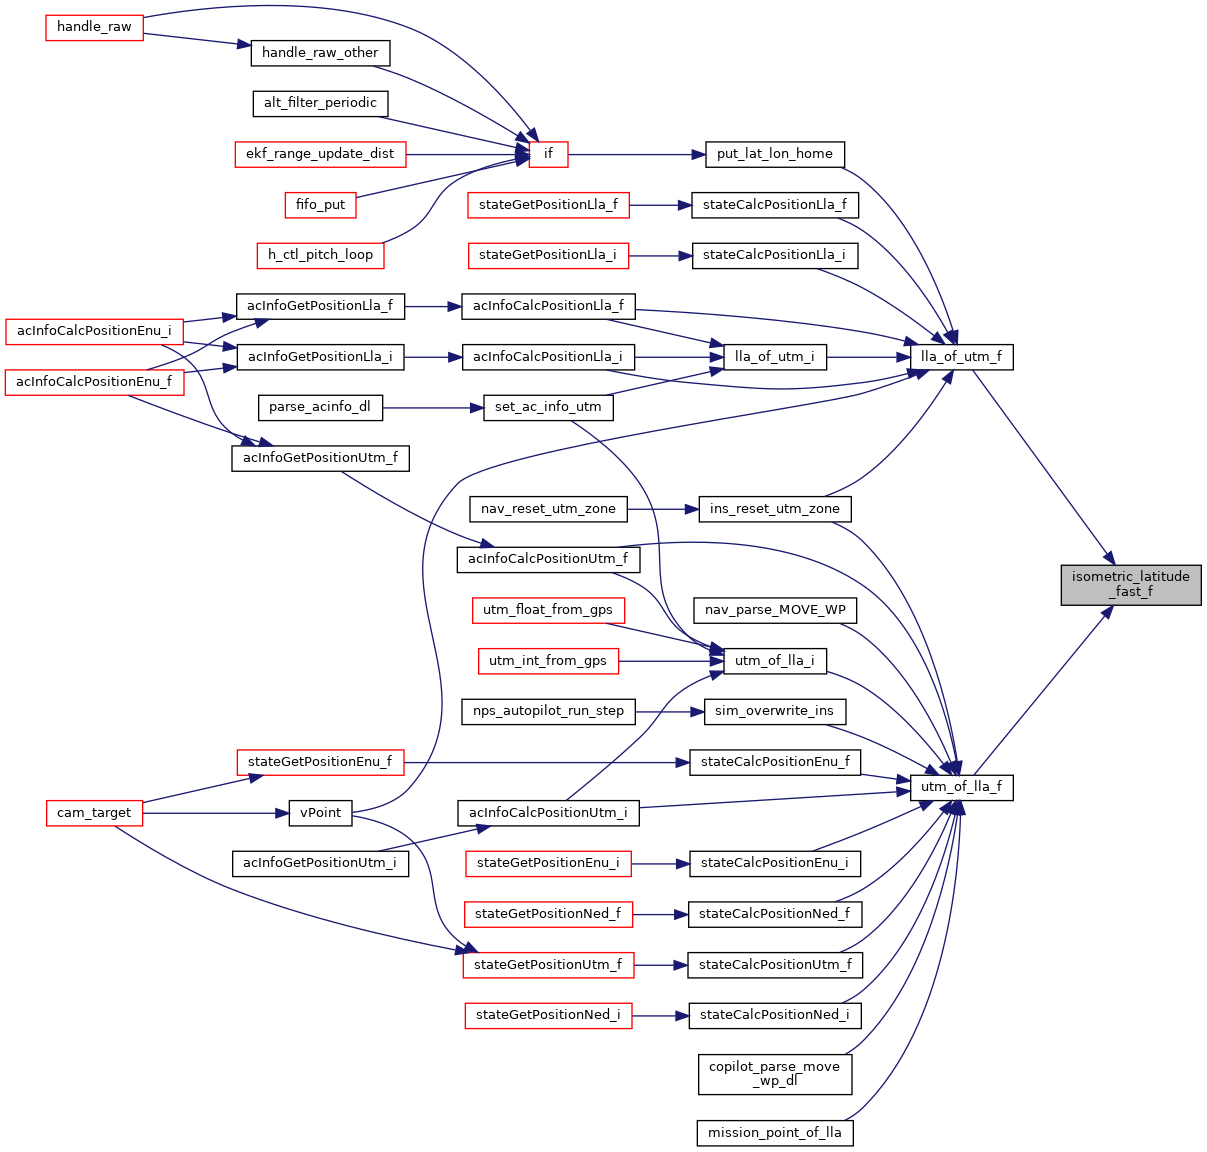 handle_raw
handle_raw_other
alt_filter_periodic
ekf_range_update_dist
if
put_lat_lon_home
fifo_put
stateGetPositionLla_f
stateCalcPositionLla_f
h_ctl_pitch_loop
stateGetPositionLla_i
stateCalcPositionLla_i
acInfoGetPositionLla_f
acInfoCalcPositionLla_f
acInfoCalcPositionEnu_i
acInfoGetPositionLla_i
acInfoCalcPositionLla_i
lla_of_utm_i
lla_of_utm_f
acInfoCalcPositionEnu_f
parse_acinfo_dl
set_ac_info_utm
acInfoGetPositionUtm_f
nav_reset_utm_zone
ins_reset_utm_zone
acInfoCalcPositionUtm_f
isometric_latitude
_fast_f
utm_float_from_gps
nav_parse_MOVE_WP
utm_int_from_gps
utm_of_lla_i
nps_autopilot_run_step
sim_overwrite_ins
stateGetPositionEnu_f
stateCalcPositionEnu_f
utm_of_lla_f
cam_target
vPoint
acInfoCalcPositionUtm_i
acInfoGetPositionUtm_i
stateGetPositionEnu_i
stateCalcPositionEnu_i
stateGetPositionNed_f
stateCalcPositionNed_f
stateGetPositionUtm_f
stateCalcPositionUtm_f
stateGetPositionNed_i
stateCalcPositionNed_i
copilot_parse_move
_wp_dl
mission_point_of_lla